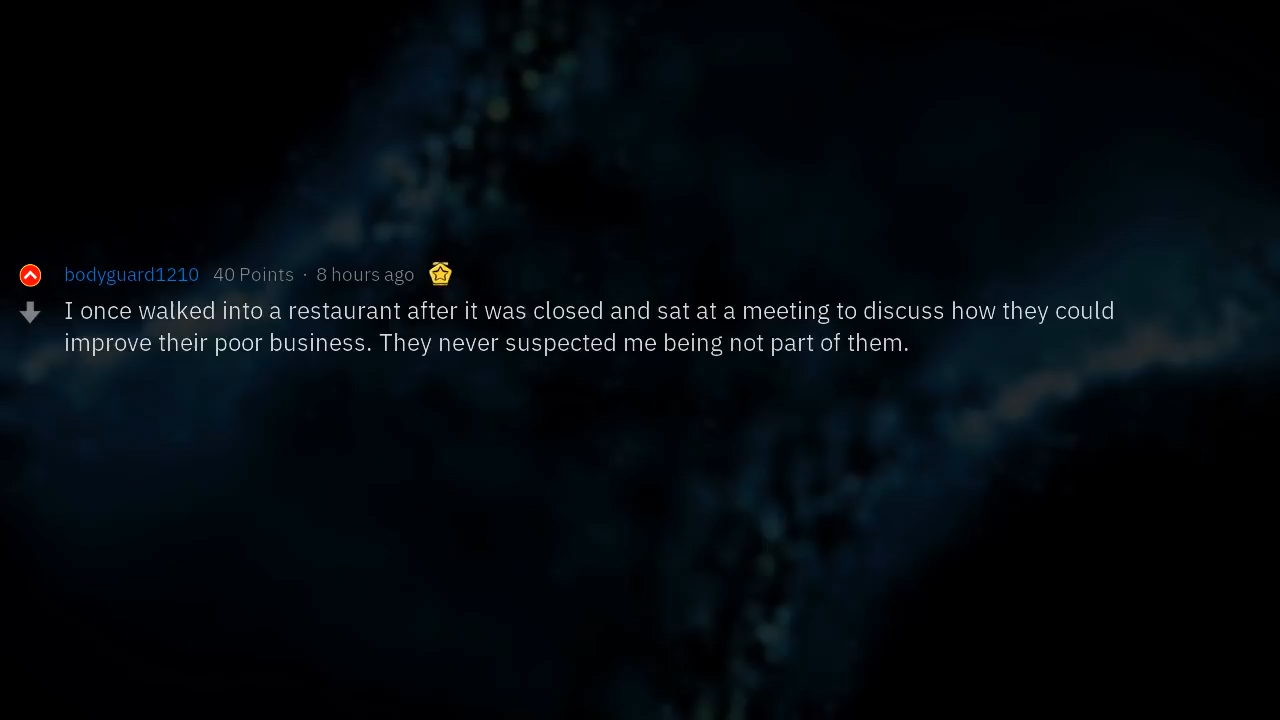 bodyguard1210 40 Points · 8 hours ago
I once walked into a restaurant after it was closed and sat at a meeting to discuss how they could
improve their poor business. They never suspected me being not part of them.